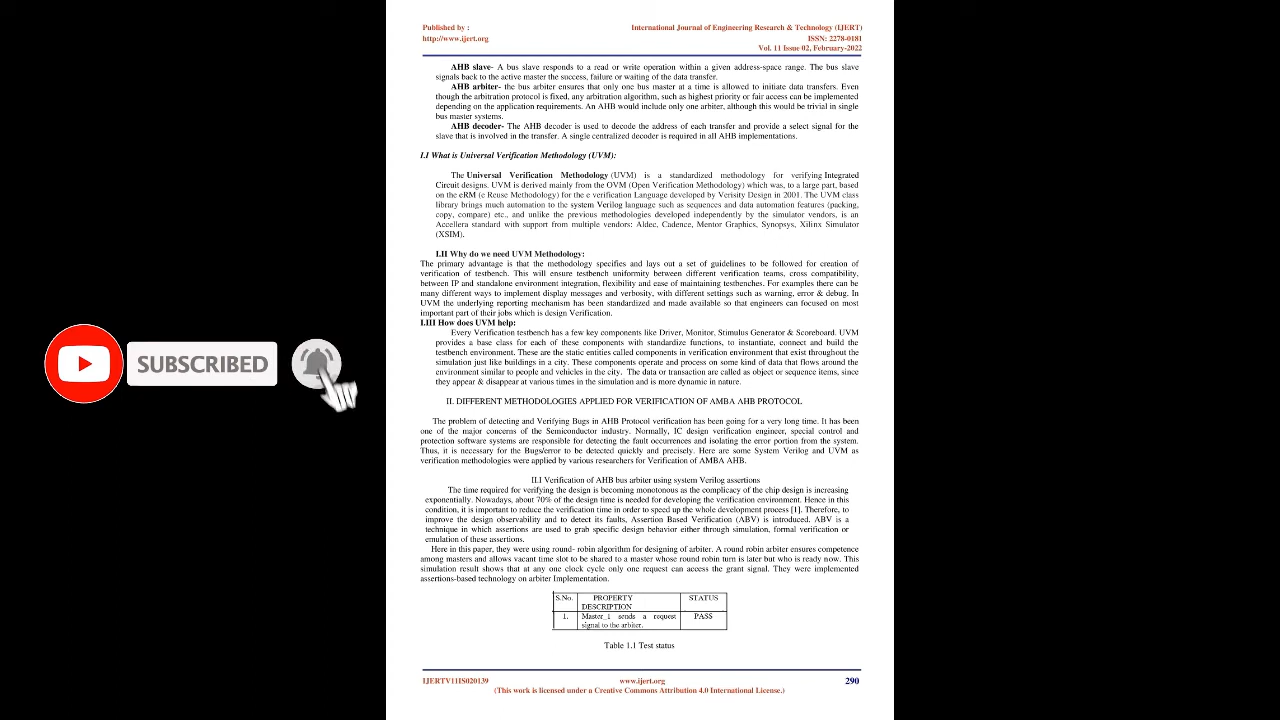 Published by :
International Journal of Engineering Research & Technology (IJERT)
http://www.ijert.org
ISSN: 2278-0181
Vol. 11 Issue 02, February-2022
AHB slave- A bus slave responds to a read or write operation within a given address-space range. The bus slave
signals back to the active master the success, failure or waiting of the data transfer.
AHB arbiter- the bus arbiter ensures that only one bus master at a time is allowed to initiate data transfers. Even
though the arbitration protocol is fixed, any arbitration algorithm, such as highest priority or fair access can be implemented
depending on the application requirements. An AHB would include only one arbiter, although this would be trivial in single
bus master systems.
AHB decoder- The AHB decoder is used to decode the address of each transfer and provide a select signal for the
slave that is involved in the transfer. A single centralized decoder is required in all AHB implementations.
I.I What is Universal Verification Methodology (UVM):
The Universal Verification Methodology (UVM) is a standardized methodology for verifying Integrated
Circuit designs. UVM is derived mainly from the OVM (Open Verification Methodology) which was, to a large part, based
on the eRM (e Reuse Methodology) for the e verification Language developed by Verisity Design in 2001. The UVM class
library brings much automation to the system Verilog language such as sequences and data automation features (packing,
copy, compare) etc., and unlike the previous methodologies developed independently by the simulator vendors, is an
Accellera standard with support from multiple vendors: Aldec, Cadence, Mentor Graphics, Synopsys, Xilinx Simulator
(XSIM).
I.II Why do we need UVM Methodology:
The primary advantage is that the methodology specifies and lays out a set of guidelines to be followed for creation of
verification of testbench. This will ensure testbench uniformity between different verification teams, cross compatibility,
between IP and standalone environment integration, flexibility and ease of maintaining testbenches. For examples there can be
many different ways to implement display messages and verbosity, with different settings such as warning, error & debug. In
UVM the underlying reporting mechanism has been standardized and made available so that engineers can focused on most
important part of their jobs which is design Verification.
I.III How does UVM help:
Every Verification testbench has a few key components like Driver, Monitor, Stimulus Generator & Scoreboard. UVM
provides a base class for each of these components with standardize functions, to instantiate, connect and build the
testbench environment. These are the static entities called components in verification environment that exist throughout the
simulation just like buildings in a city. These components operate and process on some kind of data that flows around the
environment similar to people and vehicles in the city. The data or transaction are called as object or sequence items, since
they appear & disappear at various times in the simulation and is more dynamic in nature.
II. DIFFERENT METHODOLOGIES APPLIED FOR VERIFICATION OF AMBA AHB PROTOCOL
The problem of detecting and Verifying Bugs in AHB Protocol verification has been going for a very long time. It has been
one of the major concerns of the Semiconductor industry. Normally, IC design verification engineer, special control and
protection software systems are responsible for detecting the fault occurrences and isolating the error portion from the system.
Thus, it is necessary for the Bugs/error to be detected quickly and precisely. Here are some System Verilog and UVM as
verification methodologies were applied by various researchers for Verification of AMBA AHB.
II.I Verification of AHB bus arbiter using system Verilog assertions
The time required for verifying the design is becoming monotonous as the complicacy of the chip design is increasing
exponentially. Nowadays, about 70% of the design time is needed for developing the verification environment. Hence in this
condition, it is important to reduce the verification time in order to speed up the whole development process [1]. Therefore, to
improve the design observability and to detect its faults, Assertion Based Verification (ABV) is introduced. ABV is a
technique in which assertions are used to grab specific design behavior either through simulation, formal verification or
emulation of these assertions.
Here in this paper, they were using round- robin algorithm for designing of arbiter. A round robin arbiter ensures competence
among masters and allows vacant time slot to be shared to a master whose round robin turn is later but who is ready now. This
simulation result shows that at any one clock cycle only one request can access the grant signal. They were implemented
assertions-based technology on arbiter Implementation.
S.No. PROPERTY STATUS
DESCRIPTION
1. Master_1 sends a request PASS
signal to the arbiter.
Table 1.1 Test status
IJERTV11IS020139
www.ijert.org
290
(This work is licensed under a Creative Commons Attribution 4.0 International License.)
SUBSCRIBED